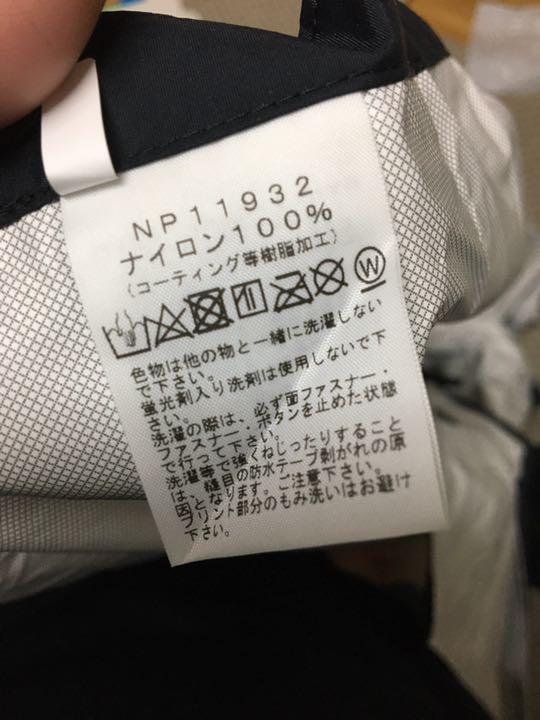 NP11932
ナイロン100%
(コーティング等樹脂加工)
W
色物は他の物と一緒に洗濯しない
で下さい。
蛍光剤入り洗剤は使用しないで下
さい。
洗濯の際は、必ず面ファスナー・
ファスナー、ボタンを止めた状態
で行って下さい。
洗濯等で強くねじったりすること
は、縫目の防水テープ剥がれの原
因となります。ご注意下さい。
プリント部分のもみ洗いはお避け
下さい。